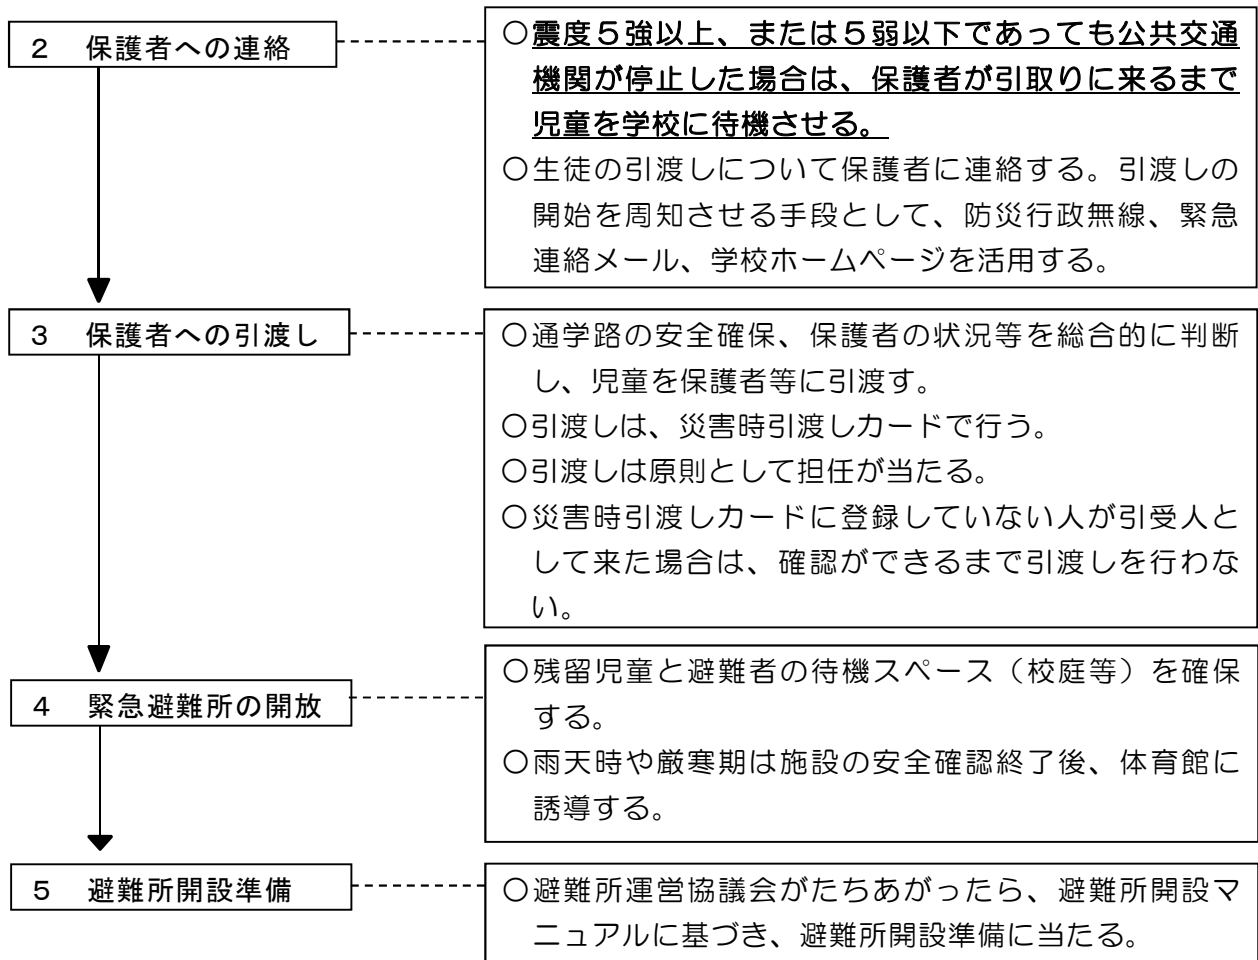 2 保護者への連絡
○震度5強以上、または5弱以下であっても公共交通
機関が停止した場合は、保護者が引取りに来るまで
児童を学校に待機させる。
○生徒の引渡しについて保護者に連絡する。引渡しの
開始を周知させる手段として、防災行政無線、緊急
連絡メール、学校ホームページを活用する。
3 保護者への引渡し
○通学路の安全確保、保護者の状況等を総合的に判断
し、児童を保護者等に引渡す。
○引渡しは、災害時引渡しカードで行う。
○引渡しは原則として担任が当たる。
○災害時引渡しカードに登録していない人が引受人と
して来た場合は、確認ができるまで引渡しを行わな
い。
4 緊急避難所の開放
○残留児童と避難者の待機スペース（校庭等）を確保
する。
○雨天時や厳寒期は施設の安全確認終了後、体育館に
誘導する。
5 避難所開設準備
○避難所運営協議会がたちあがったら、避難所開設マ
ニュアルに基づき、避難所開設準備に当たる。